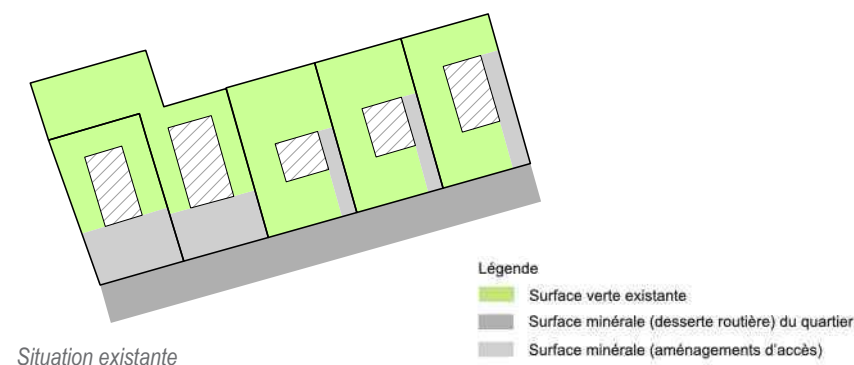 Légende
Surface verte existante
Surface minérale (desserte routière) du quartier
Surface minérale (aménagements d'accès)
Situation existante